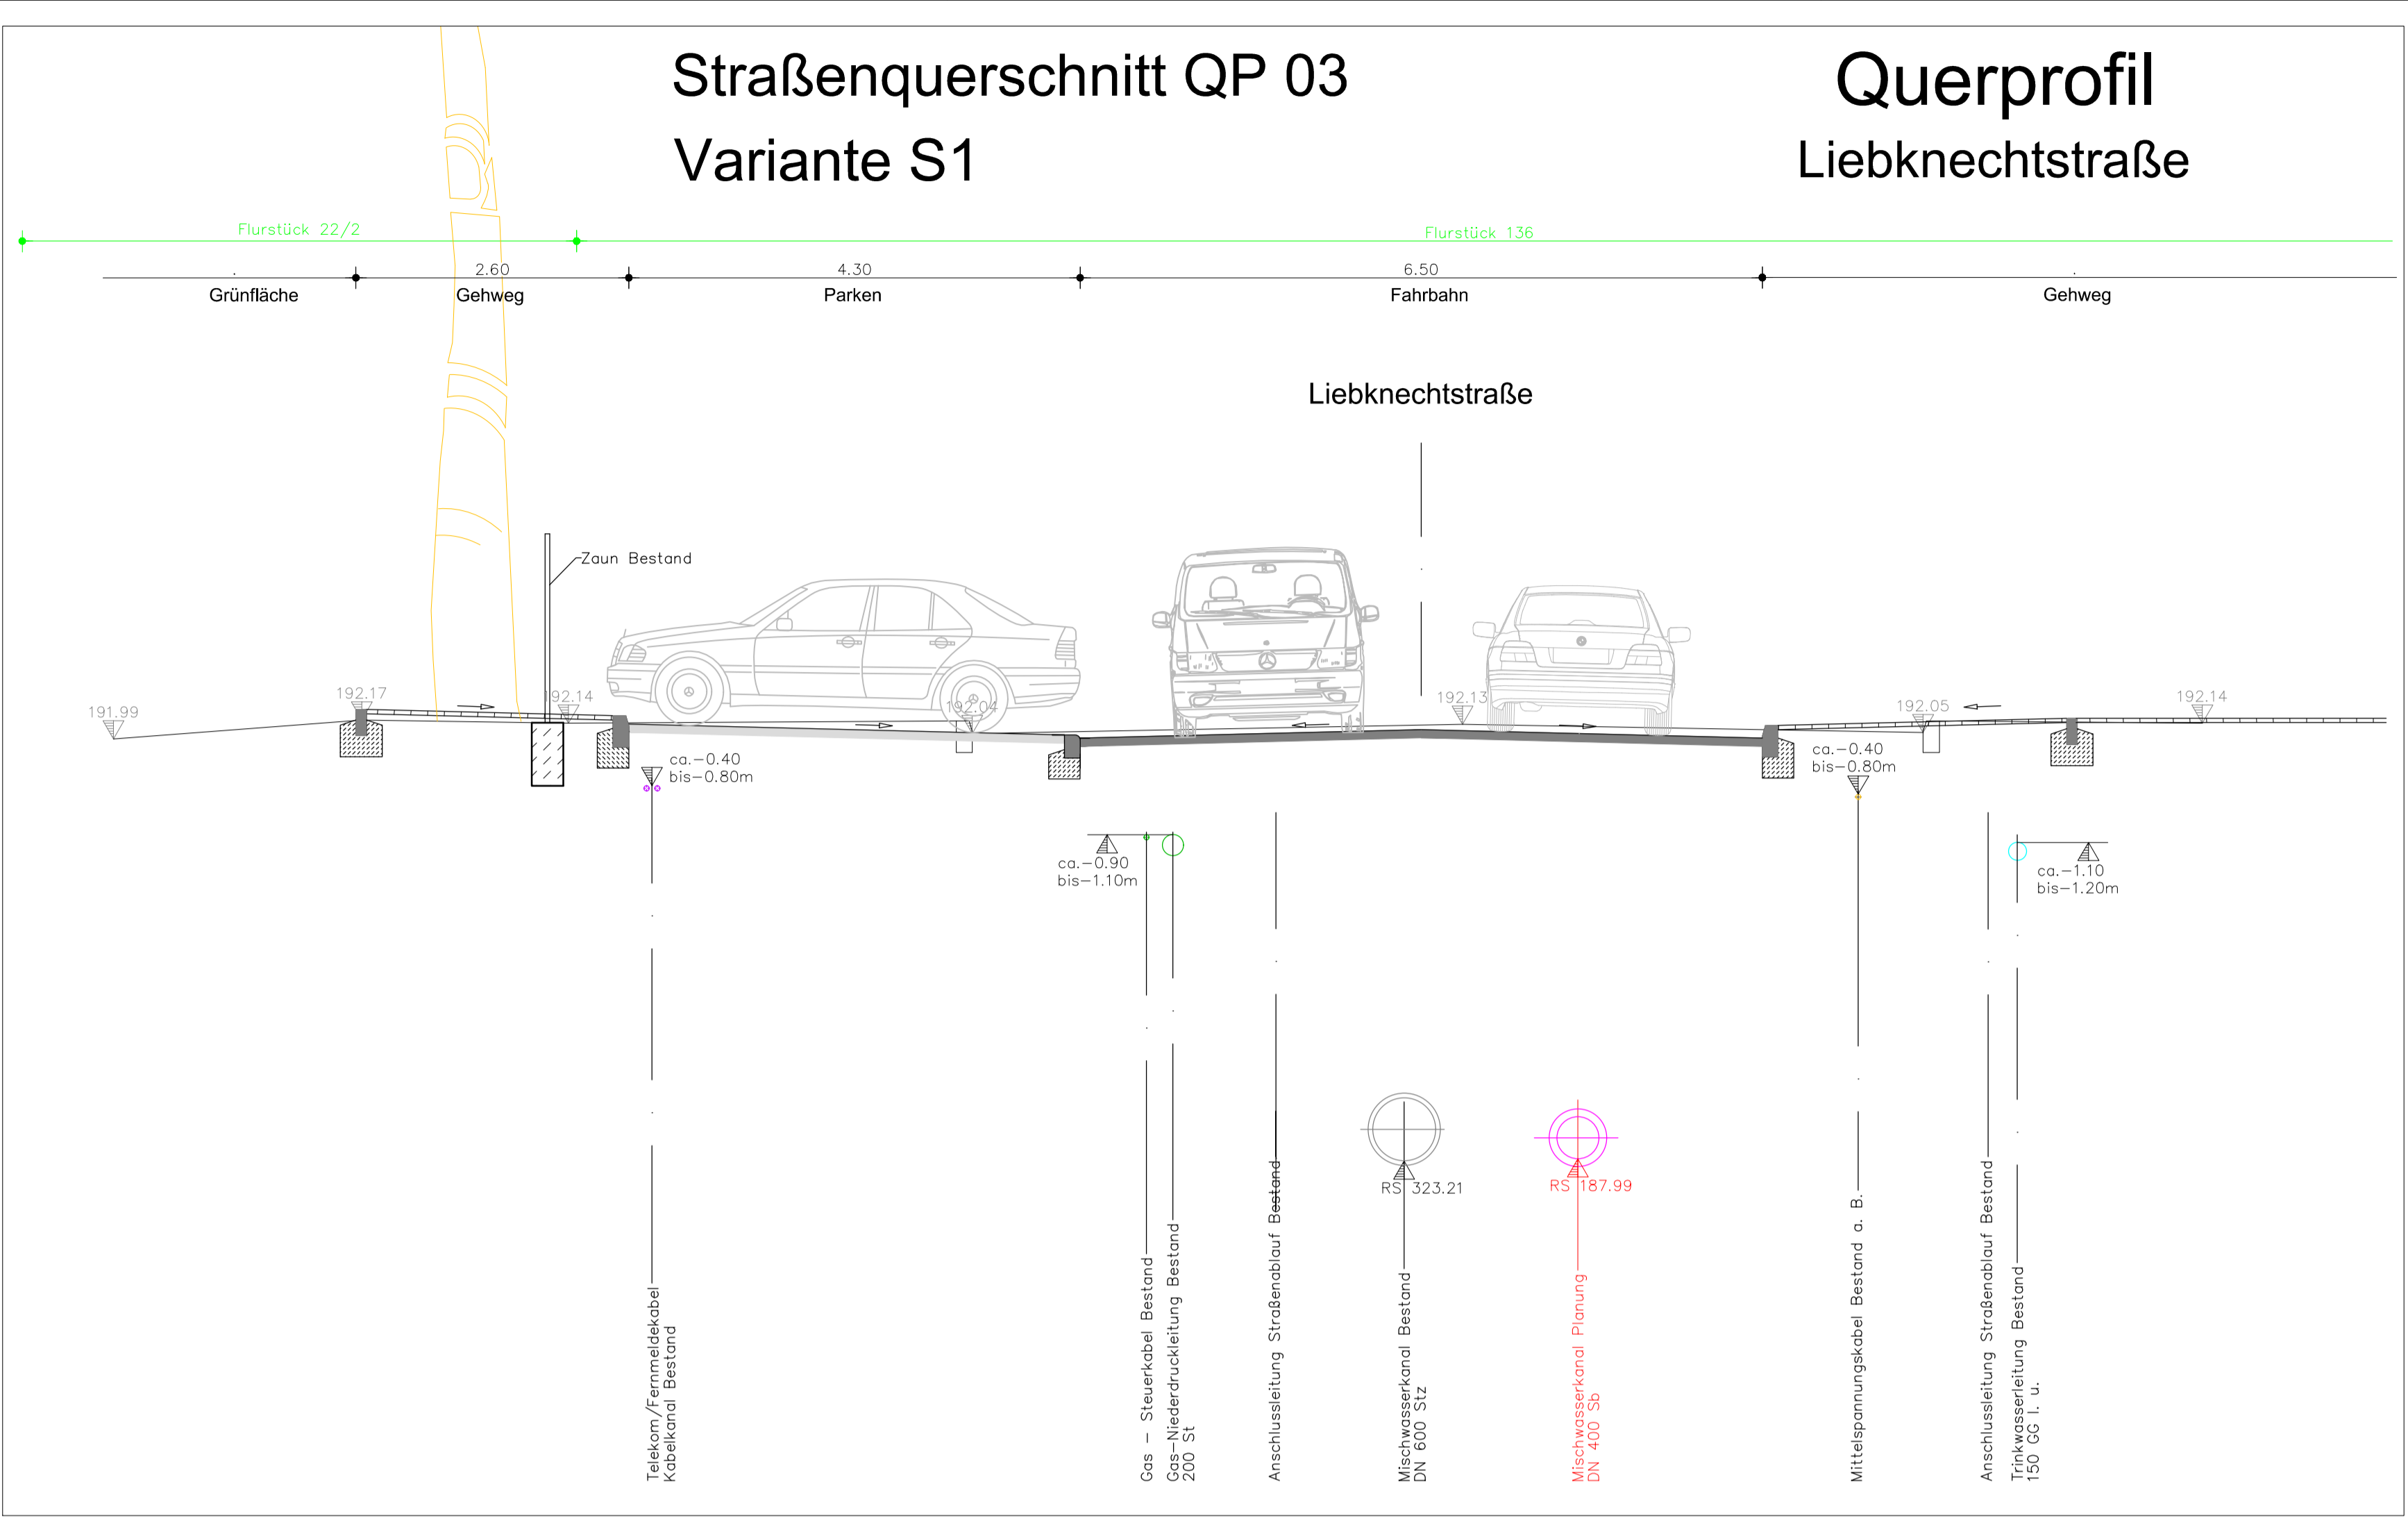 Straßenquerschnitt QP 03
Variante S1
Querprofil
Liebknechtstraße
Flurstück 22/2
Flurstück 136
2.60
4.30
6.50
Grünfläche
Gehweg
Parken
Fahrbahn
Gehweg
Liebknechtstraße
Zaun Bestand
191.99
192.17
192.14
192.04
192.13
192.05
192.14
ca.-0.40
bis-0.80m
ca.-0.40
bis-0.80m
ca.-0.90
bis-1.10m
ca.-1.10
bis-1.20m
RS 323.21
RS 187.99
Telekom/Fernmeldekabel
Kabelkanal Bestand
Gas - Steuerkabel Bestand
Gas-Niederdruckleitung Bestand
200 St
Anschlussleitung Straßenablauf Bestand
Mischwasserkanal Bestand
DN 600 Stz
Mischwasserkanal Planung
DN 400 Sb
Mittelspannungskabel Bestand a. B.
Anschlussleitung Straßenablauf Bestand
Trinkwasserleitung Bestand
150 GG l. u.